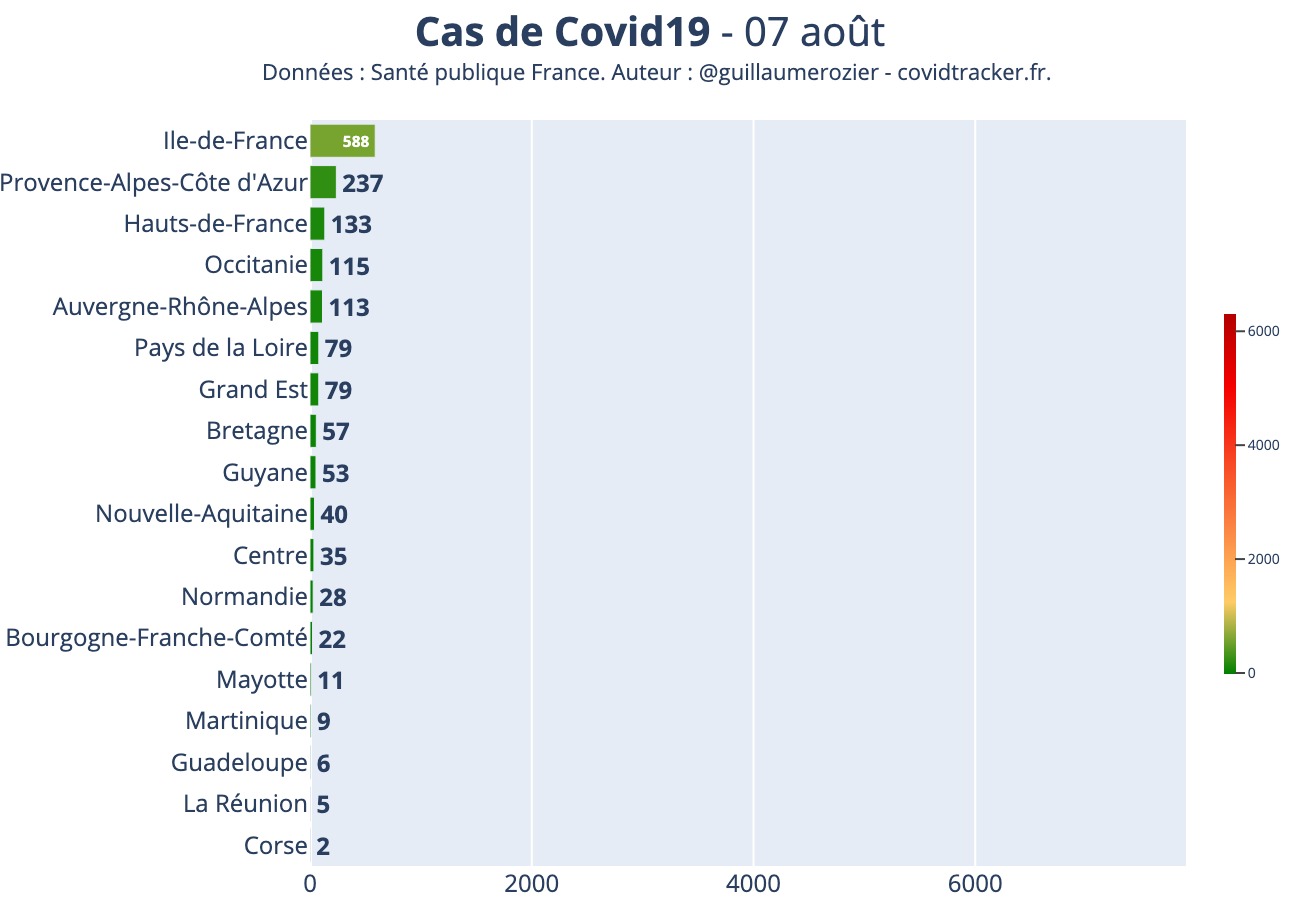 Cas de Covid19 - 07 août
Données : Santé publique France. Auteur : @guillaumerozier - covidtracker.fr.
Ile-de-France 588
Provence-Alpes-Côte d'Azur 237
Hauts-de-France 133
Occitanie 115
Auvergne-Rhône-Alpes 113
Pays de la Loire 79
Grand Est 79
Bretagne 57
Guyane 53
Nouvelle-Aquitaine 40
Centre 35
Normandie 28
Bourgogne-Franche-Comté 22
Mayotte 11
Martinique 9
Guadeloupe 6
La Réunion 5
Corse 2
0 2000 4000 6000
6000
4000
2000
0